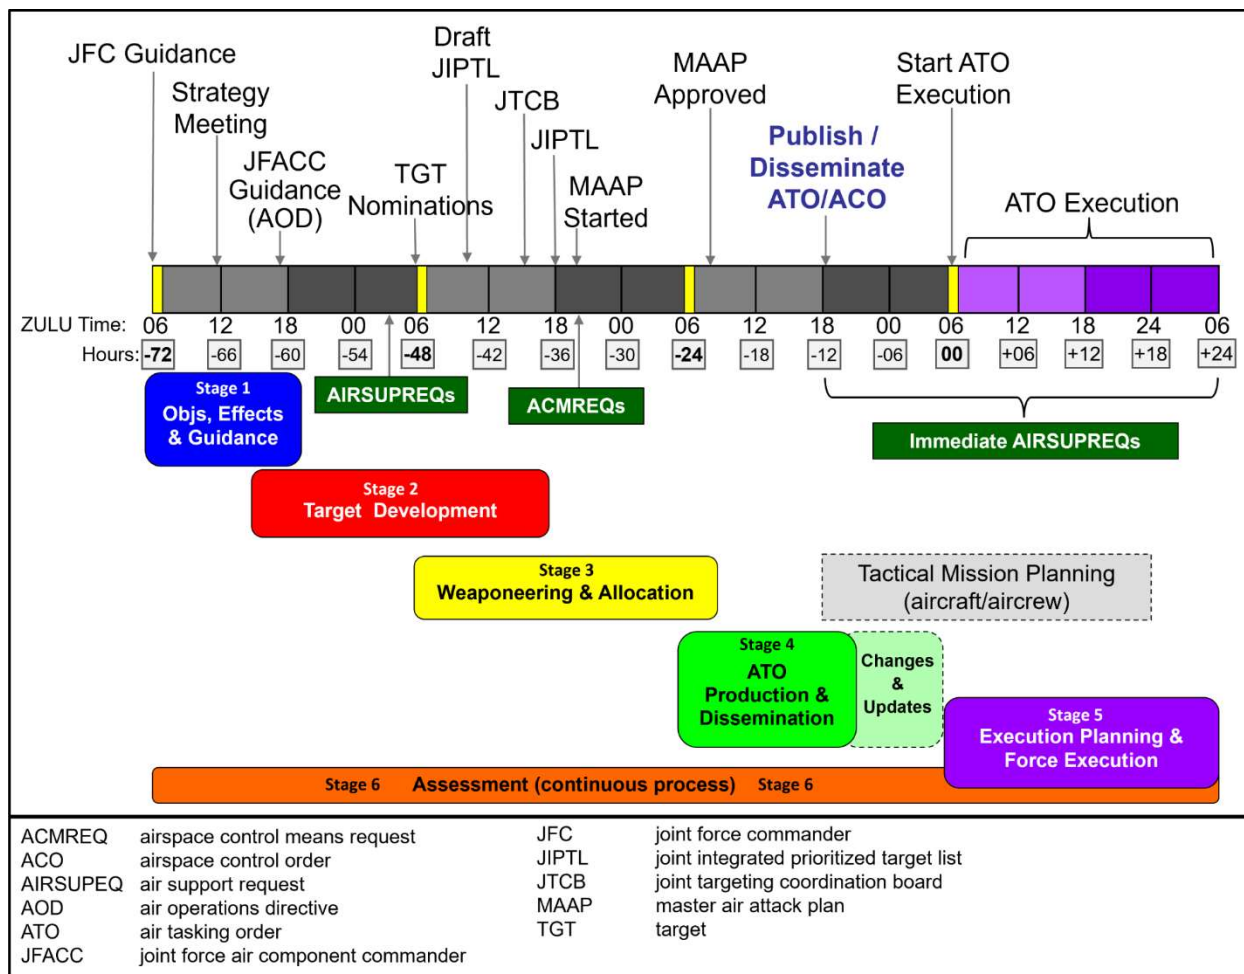 JFC Guidance
Strategy
Meeting
JFACC
Guidance
(AOD)
TGT
Nominations
Draft
JIPTL
JTCB
JIPTL
MAAP
Started
MAAP
Approved
Publish /
Disseminate
ATO/ACO
Start ATO
Execution
ATO Execution
ZULU Time: 06 12 18 00 06 12 18 00 06 12 18 00 06 12 18 24 06
Hours: -72 -66 -60 -54 -48 -42 -36 -30 -24 -18 -12 -06 00 +06 +12 +18 +24
AIRSUPREQs
ACMREQs
Immediate AIRSUPREQs
Stage 1
Objs, Effects
& Guidance
Stage 2
Target Development
Stage 3
Weaponeering & Allocation
Tactical Mission Planning
(aircraft/aircrew)
Stage 4
ATO
Production &
Dissemination
Changes
&
Updates
Stage 5
Execution Planning &
Force Execution
Stage 6 Assessment (continuous process) Stage 6
ACMREQ airspace control means request
ACO airspace control order
AIRSUPEQ air support request
AOD air operations directive
ATO air tasking order
JFACC joint force air component commander
JFC joint force commander
JIPTL joint integrated prioritized target list
JTCB joint targeting coordination board
MAAP master air attack plan
TGT target